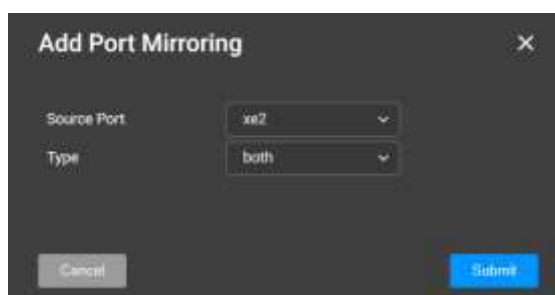 Add Port Mirroring
Source Port xe2
Type both
Cancel Submit